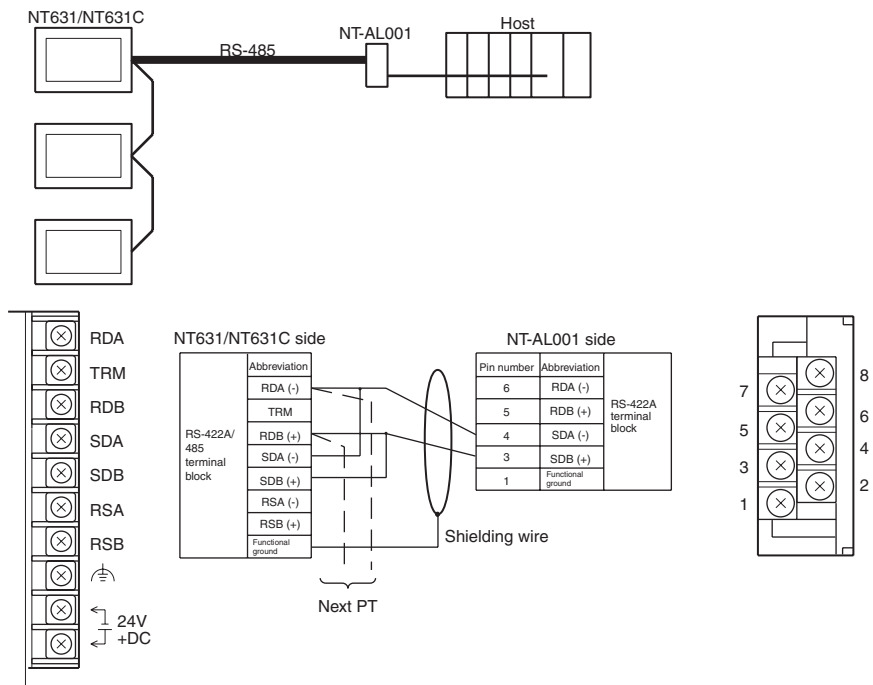 NT631/NT631C
RS-485
NT-AL001
Host
RDA
TRM
RDB
SDA
SDB
RSA
RSB
24V
+DC
NT631/NT631C side
RS-422A/
485
terminal
block
Abbreviation
RDA (-)
TRM
RDB (+)
SDA (-)
SDB (+)
RSA (-)
RSB (+)
Functional
ground
Next PT
Shielding wire
NT-AL001 side
Pin number Abbreviation
6 RDA (-)
5 RDB (+)
4 SDA (-)
3 SDB (+)
1 Functional
ground
RS-422A
terminal
block
8
7
6
5
4
3
2
1